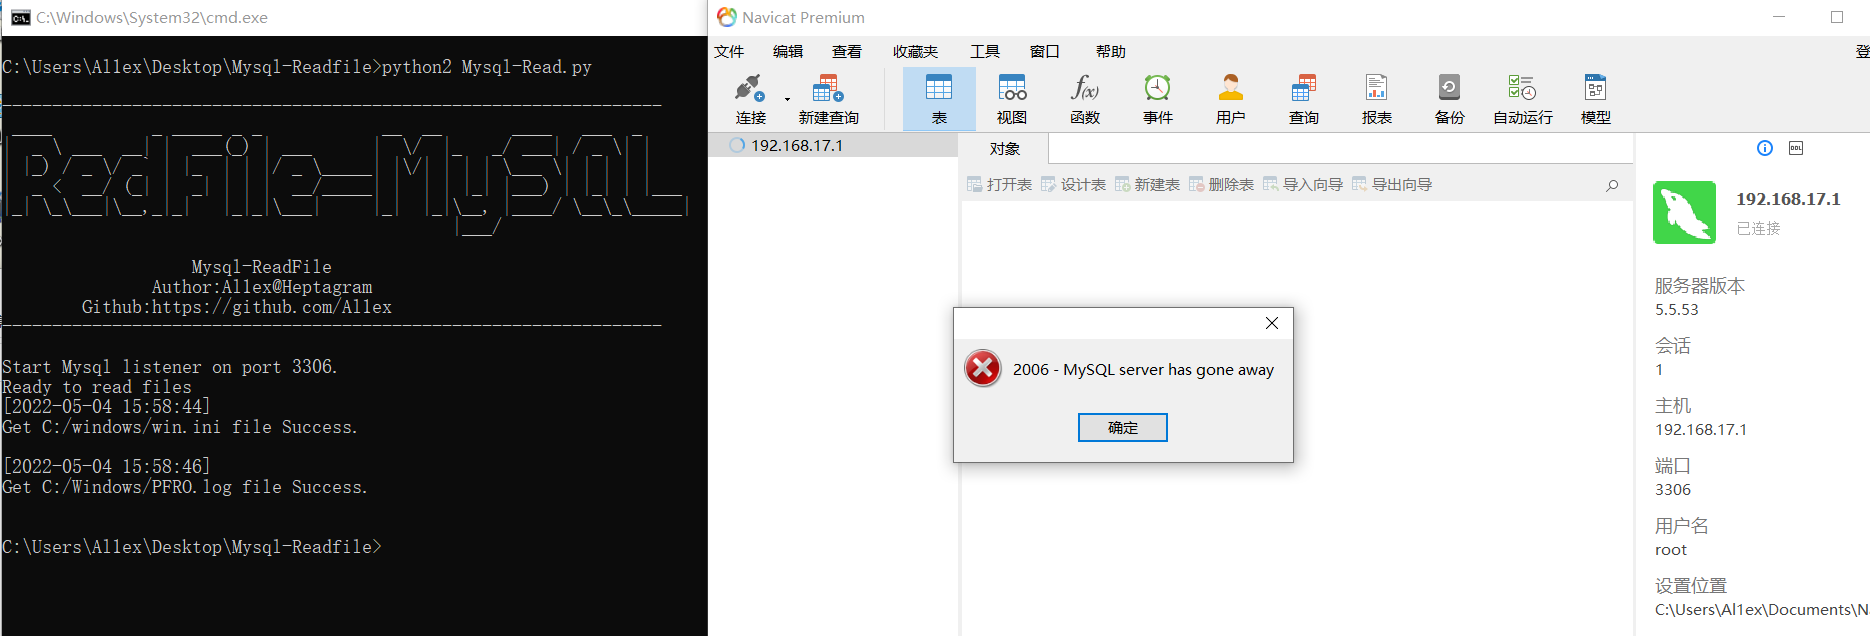 C:\Windows\System32\cmd.exe
C:\Users\Allex\Desktop\Mysql-Readfile>python2 Mysql-Read.py
Mysql-ReadFile
Author:Allex@Heptagram
Github:https://github.com/Allex
Start Mysql listener on port 3306.
Ready to read files
[2022-05-04 15:58:44]
Get C:/windows/win.ini file Success.
[2022-05-04 15:58:46]
Get C:/Windows/PFRO.log file Success.
C:\Users\Allex\Desktop\Mysql-Readfile>
Navicat Premium
文件 编辑 查看 收藏夹 工具 窗口 帮助 登
连接 新建查询 表 视图 函数 事件 用户 查询 报表 备份 自动运行 模型
192.168.17.1
对象
打开表 设计表 新建表 删除表 导入向导 导出向导
2006 - MySQL server has gone away
确定
192.168.17.1
已连接
服务器版本
5.5.53
会话
1
主机
192.168.17.1
端口
3306
用户名
root
设置位置
C:\Users\Al1ex\Documents\N